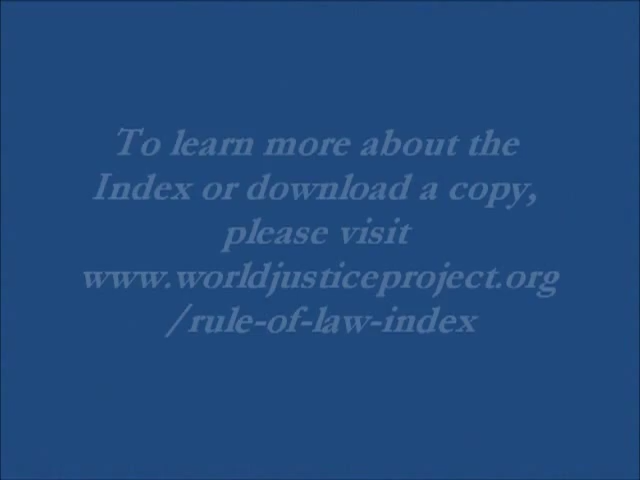 To learn more about the
Index or download a copy,
please visit
www.worldjusticeproject.org
/rule-of-law-index